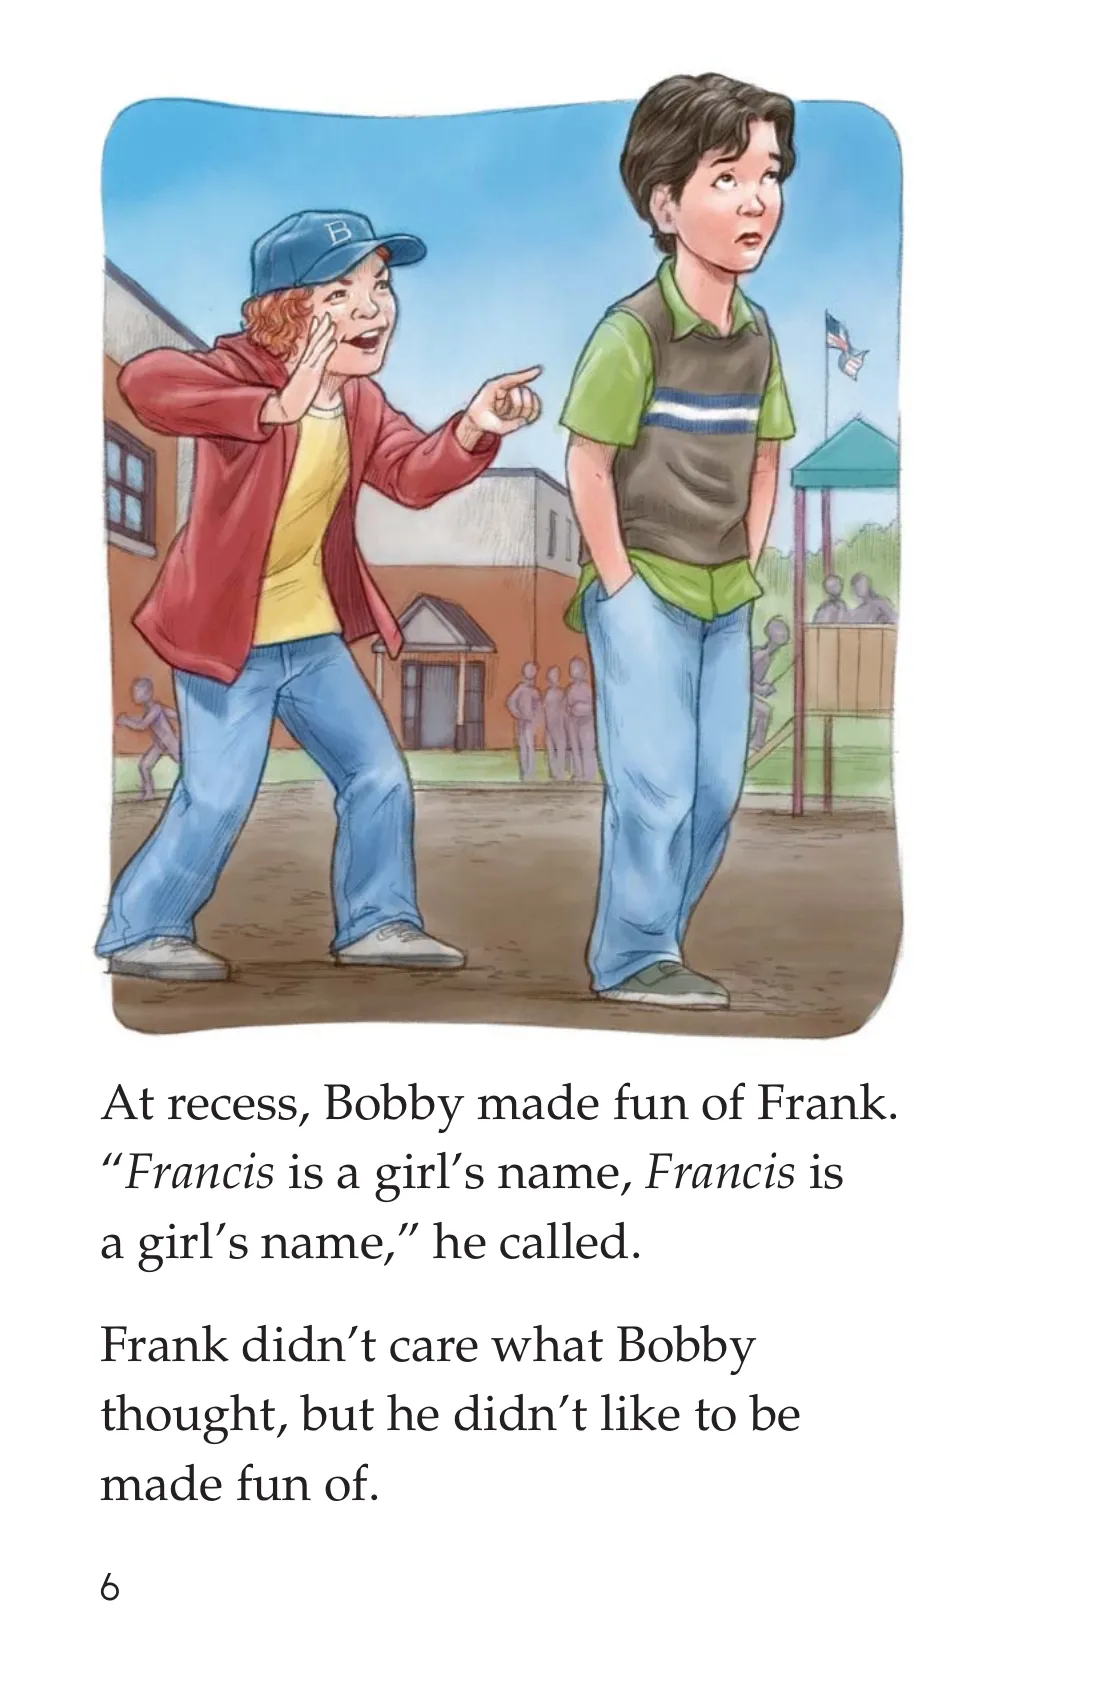 B
At recess, Bobby made fun of Frank.
“Francis is a girl’s name, Francis is
a girl’s name,” he called.
Frank didn’t care what Bobby
thought, but he didn’t like to be
made fun of.
6